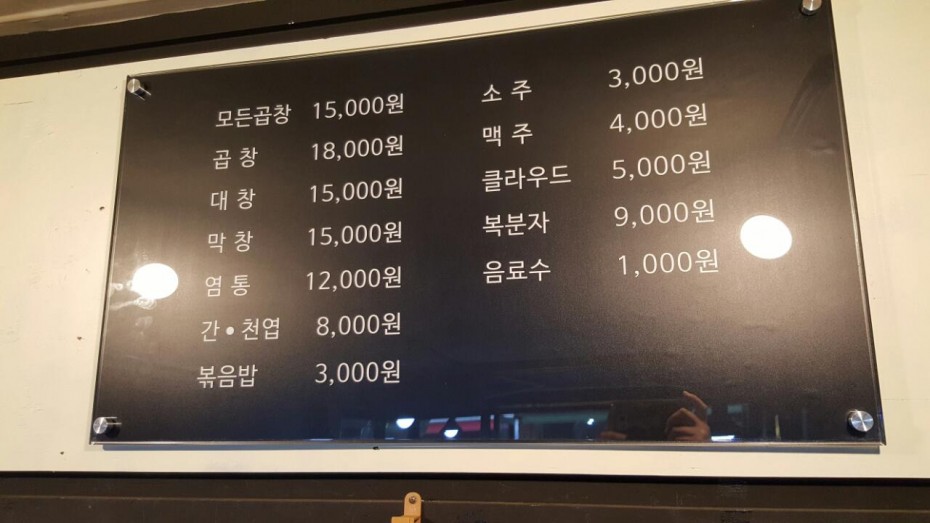 모든곱창 15,000원
곱 창 18,000원
대 창 15,000원
막 창 15,000원
염 통 12,000원
간 • 천엽 8,000원
볶음밥 3,000원
소 주 3,000원
맥 주 4,000원
클라우드 5,000원
복분자 9,000원
음료수 1,000원